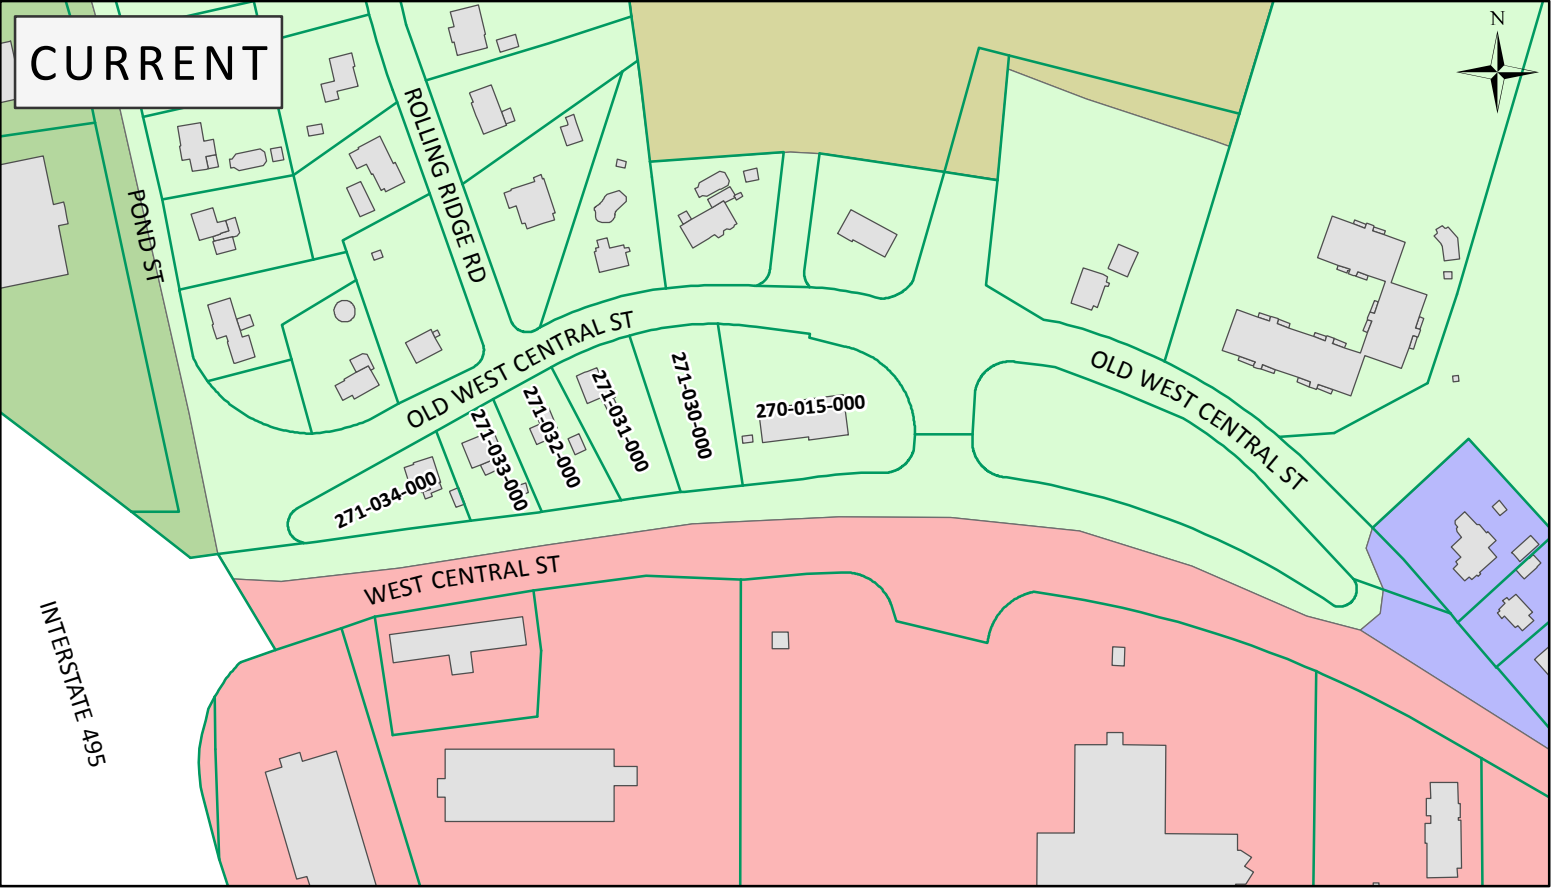 CURRENT
N
ROLLING RIDGE RD
POND ST
OLD WEST CENTRAL ST
OLD WEST CENTRAL ST
271-030-000
271-031-000
271-032-000
271-033-000
270-015-000
271-034-000
WEST CENTRAL ST
INTERSTATE 495